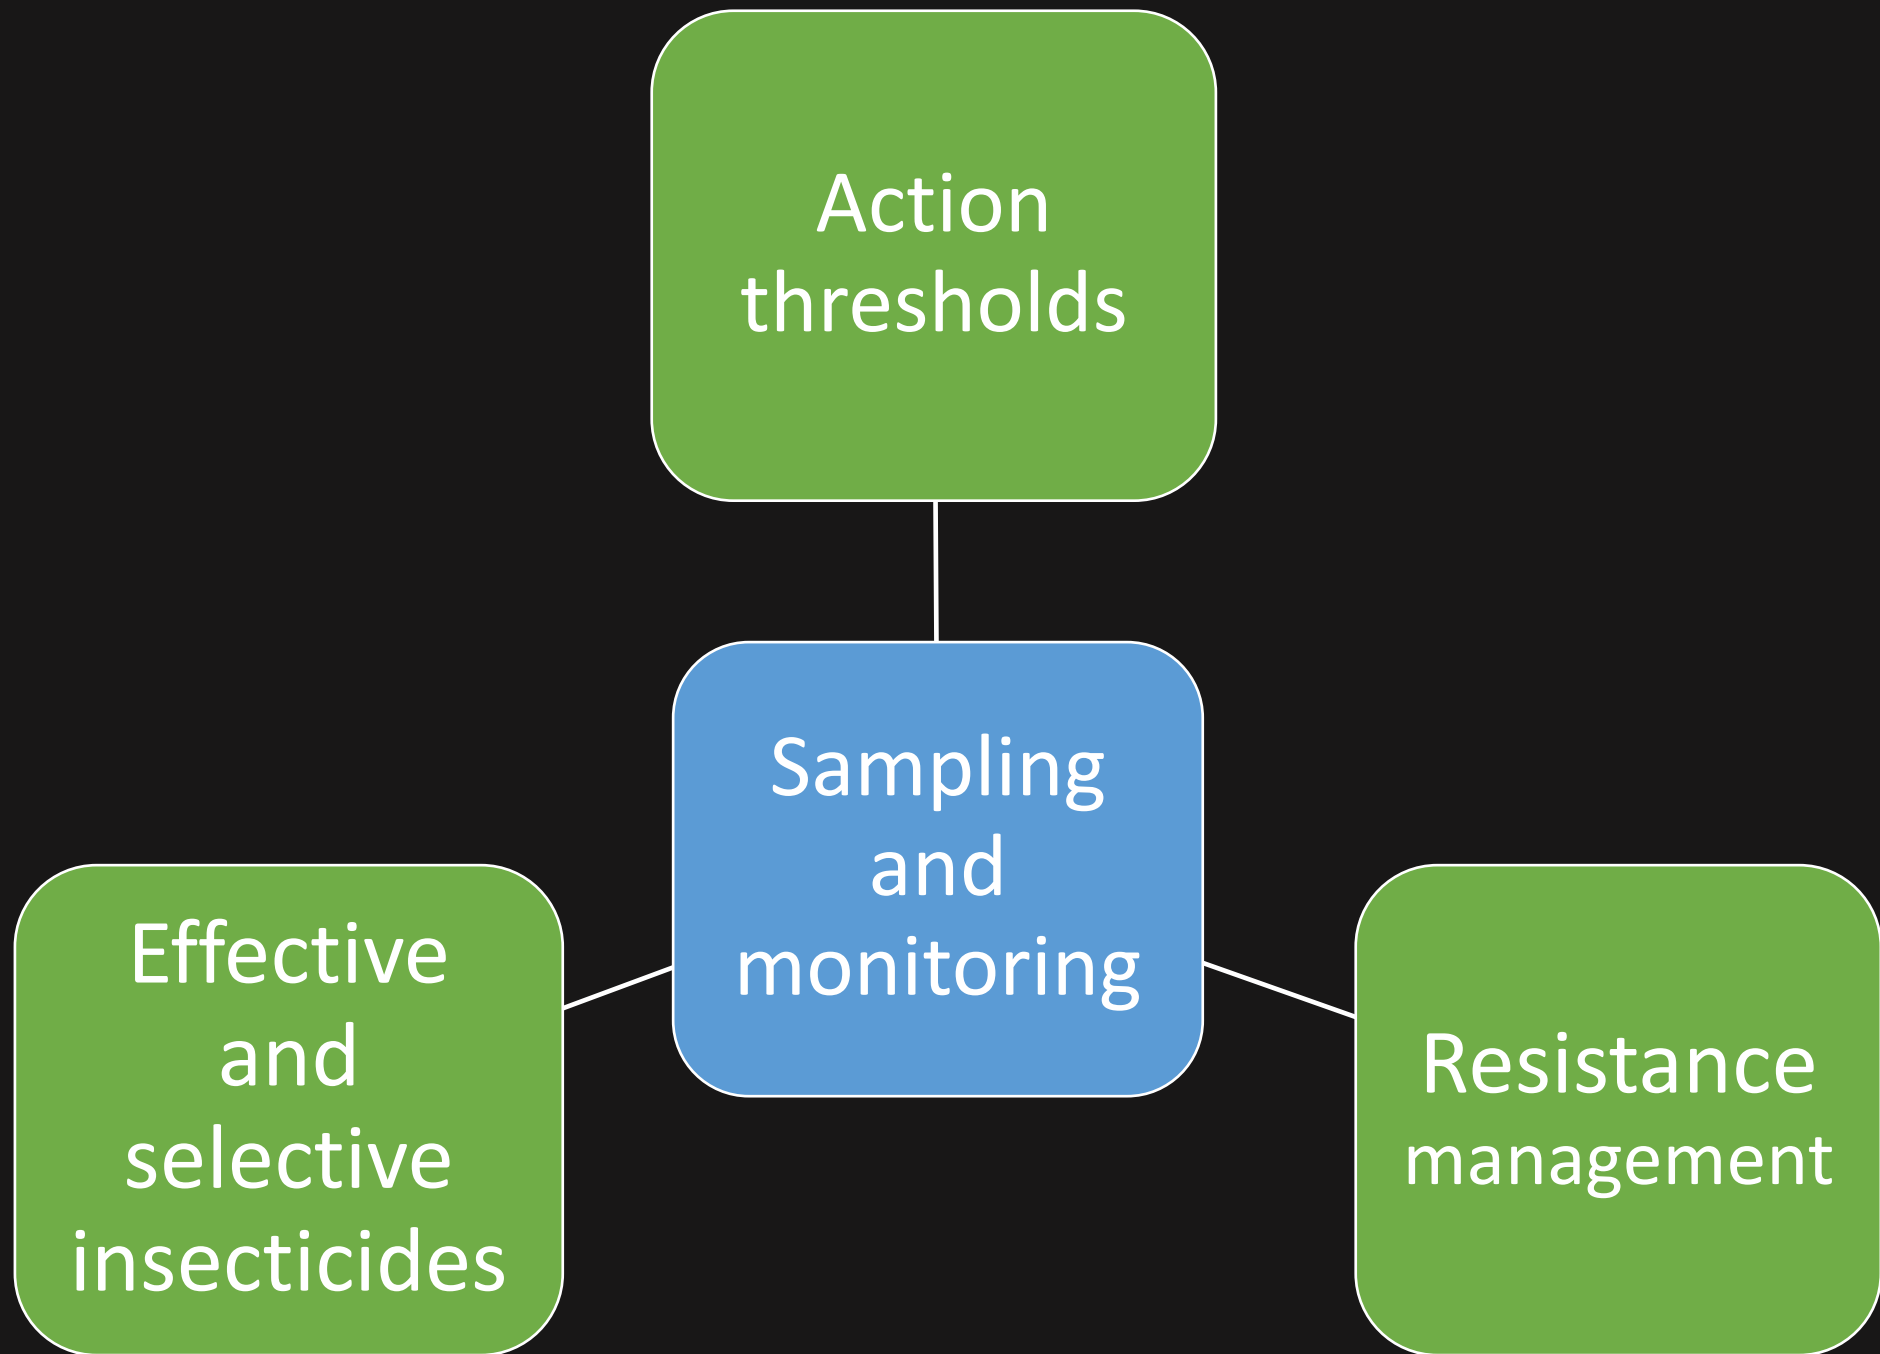 Action
thresholds
Sampling
and
monitoring
Effective
and
selective
insecticides
Resistance
management